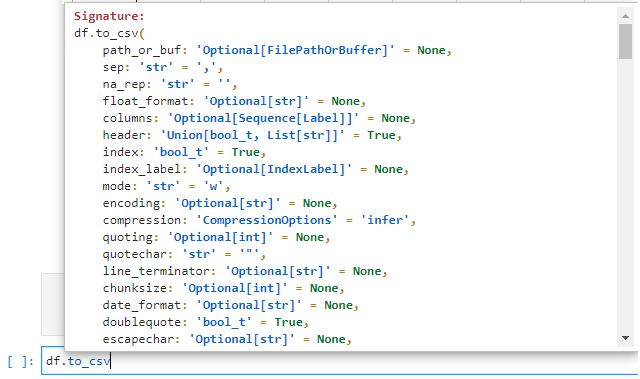 Signature:
df.to_csv(
path_or_buf: 'Optional[FilePathOrBuffer]' = None,
sep: 'str' = ',',
na_rep: 'str' = '',
float_format: 'Optional[str]' = None,
columns: 'Optional[Sequence[Label]]' = None,
header: 'Union[bool_t, List[str]]' = True,
index: 'bool_t' = True,
index_label: 'Optional[IndexLabel]' = None,
mode: 'str' = 'w',
encoding: 'Optional[str]' = None,
compression: 'CompressionOptions' = 'infer',
quoting: 'Optional[int]' = None,
quotechar: 'str' = '"',
line_terminator: 'Optional[str]' = None,
chunksize: 'Optional[int]' = None,
date_format: 'Optional[str]' = None,
doublequote: 'bool_t' = True,
escapechar: 'Optional[str]' = None,
[ ]: df.to_csv